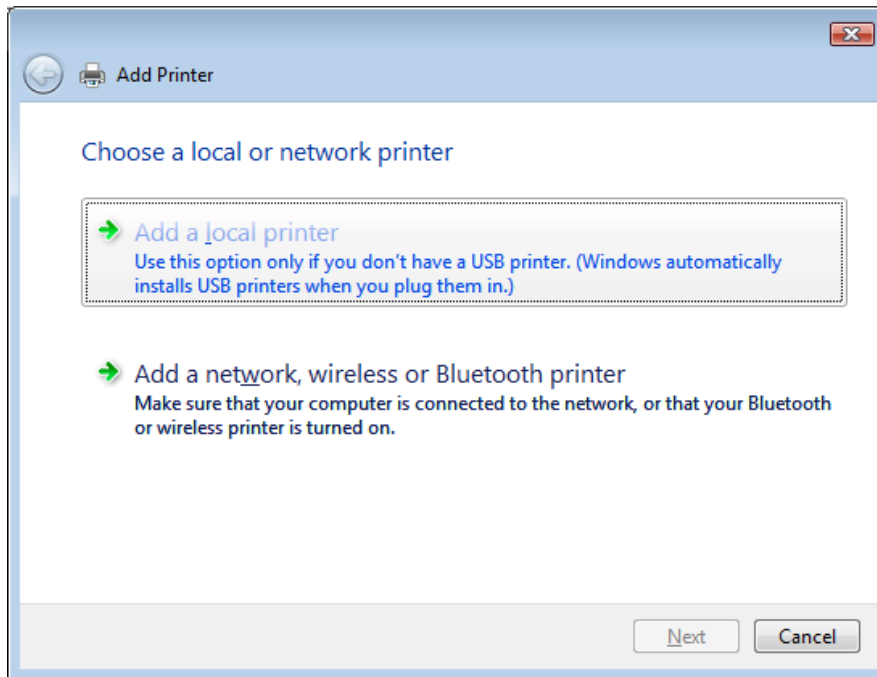 Add Printer
Choose a local or network printer
Add a local printer
Use this option only if you don't have a USB printer. (Windows automatically
installs USB printers when you plug them in.)
Add a network, wireless or Bluetooth printer
Make sure that your computer is connected to the network, or that your Bluetooth
or wireless printer is turned on.
Next
Cancel